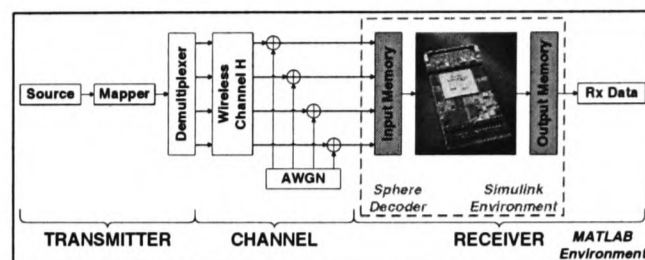 Source
Mapper
Demultiplexer
Wireless
Channel H
AWGN
Input Memory
Output Memory
Rx Data
Sphere
Decoder
Simulink
Environment
TRANSMITTER
CHANNEL
RECEIVER
MATLAB
Environment